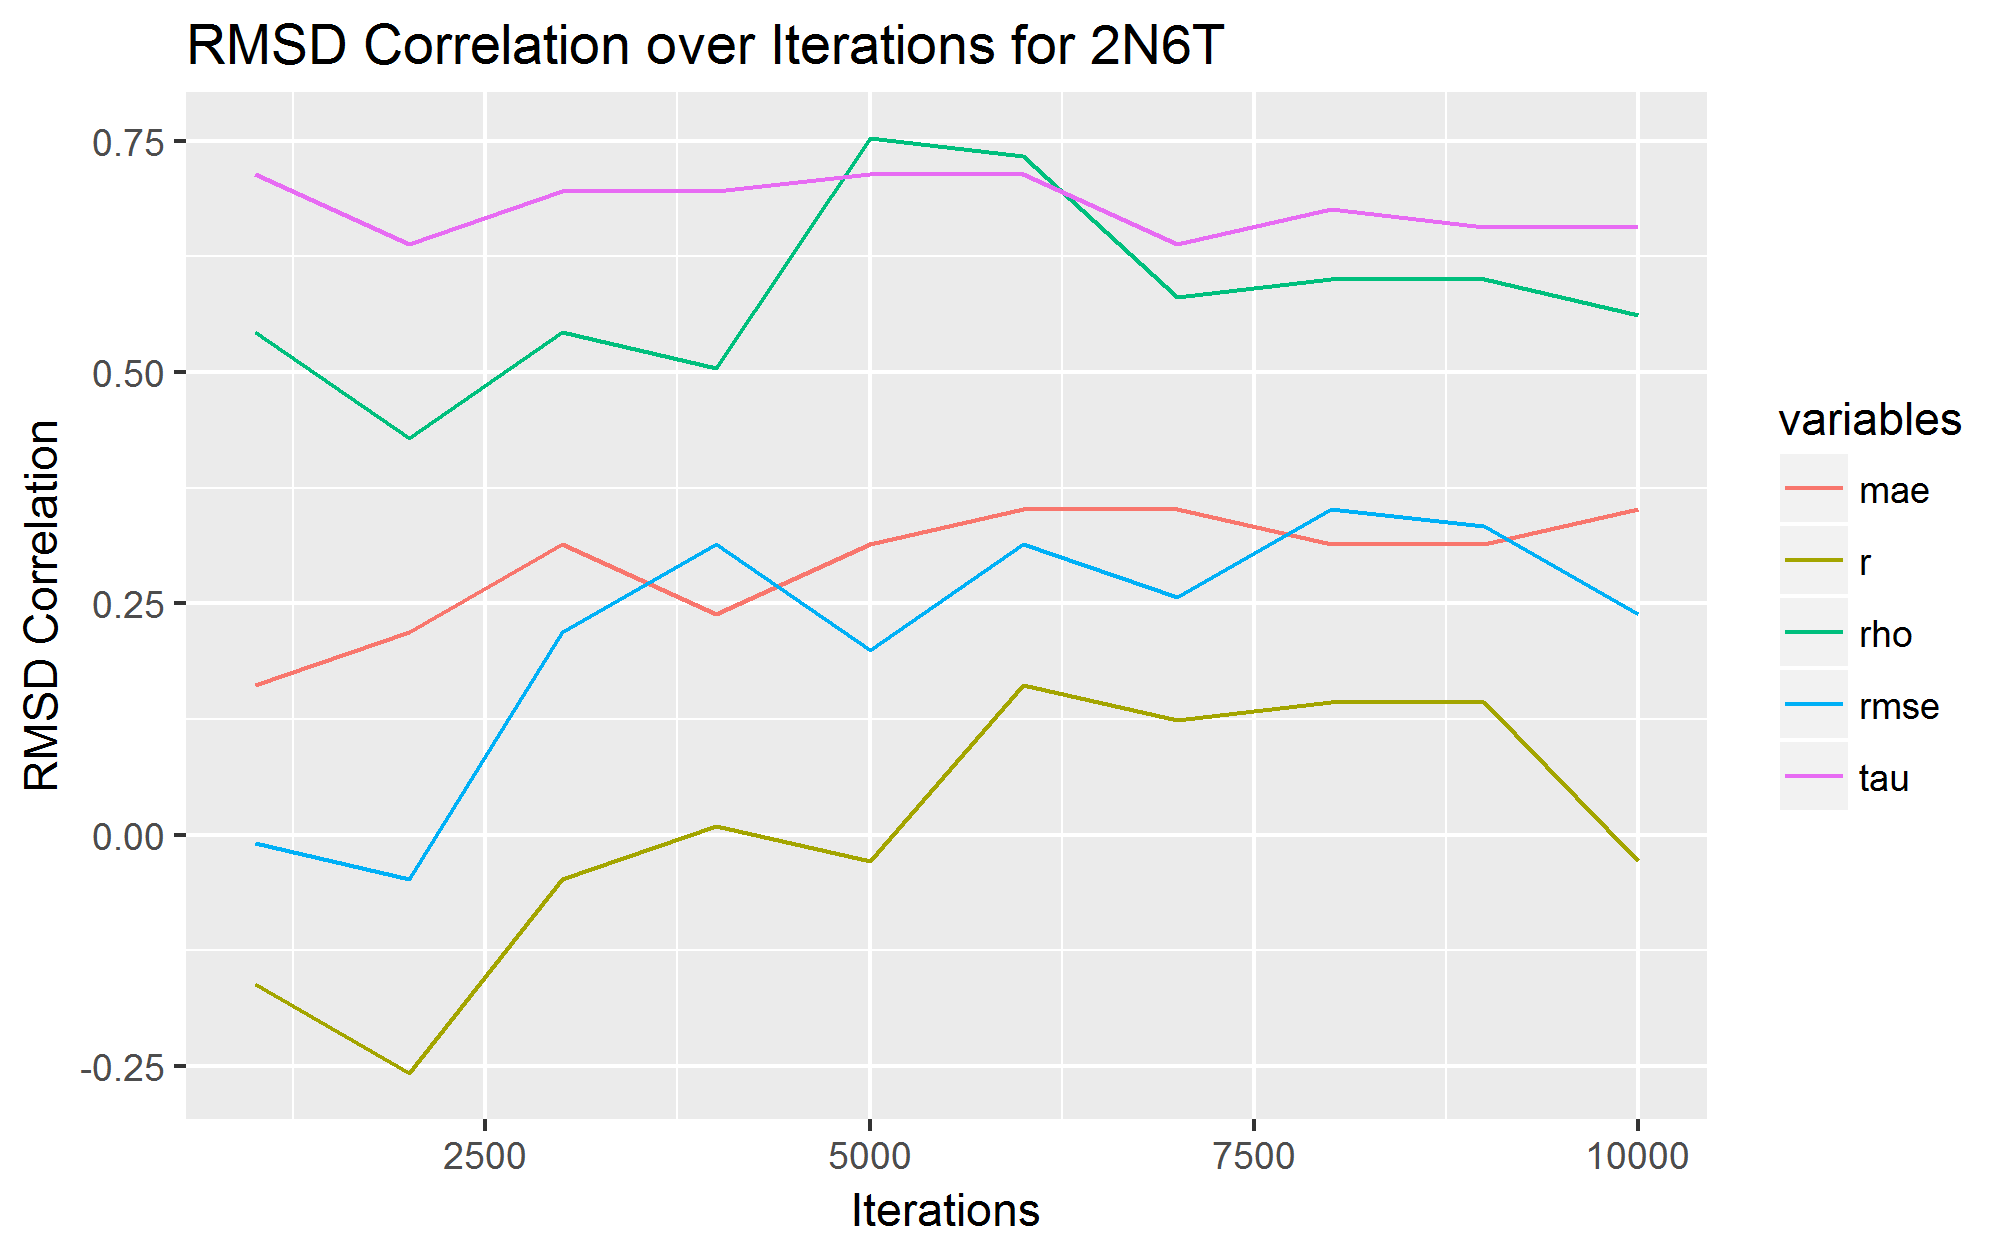 RMSD Correlation over Iterations for 2N6T
RMSD Correlation
0.75
0.50
0.25
0.00
-0.25
2500
5000
7500
10000
Iterations
variables
mae
r
rho
rmse
tau